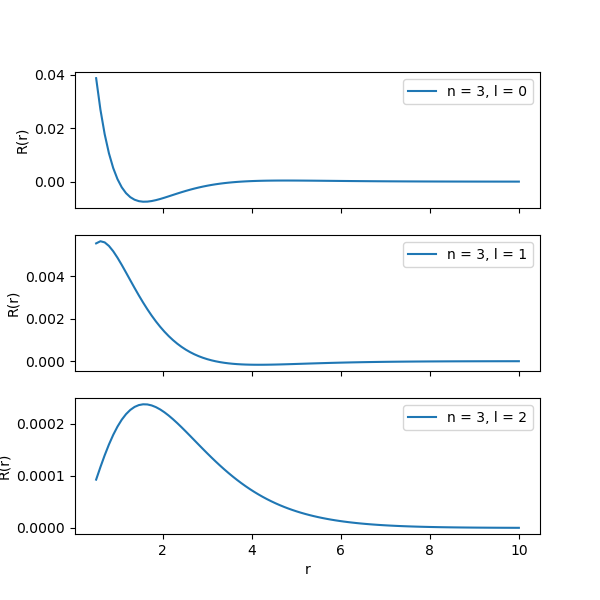 0.04
0.02
0.00
R(r)
n = 3, l = 0
0.004
0.002
0.000
R(r)
n = 3, l = 1
0.0002
0.0001
0.0000
R(r)
n = 3, l = 2
2 4 6 8 10
r